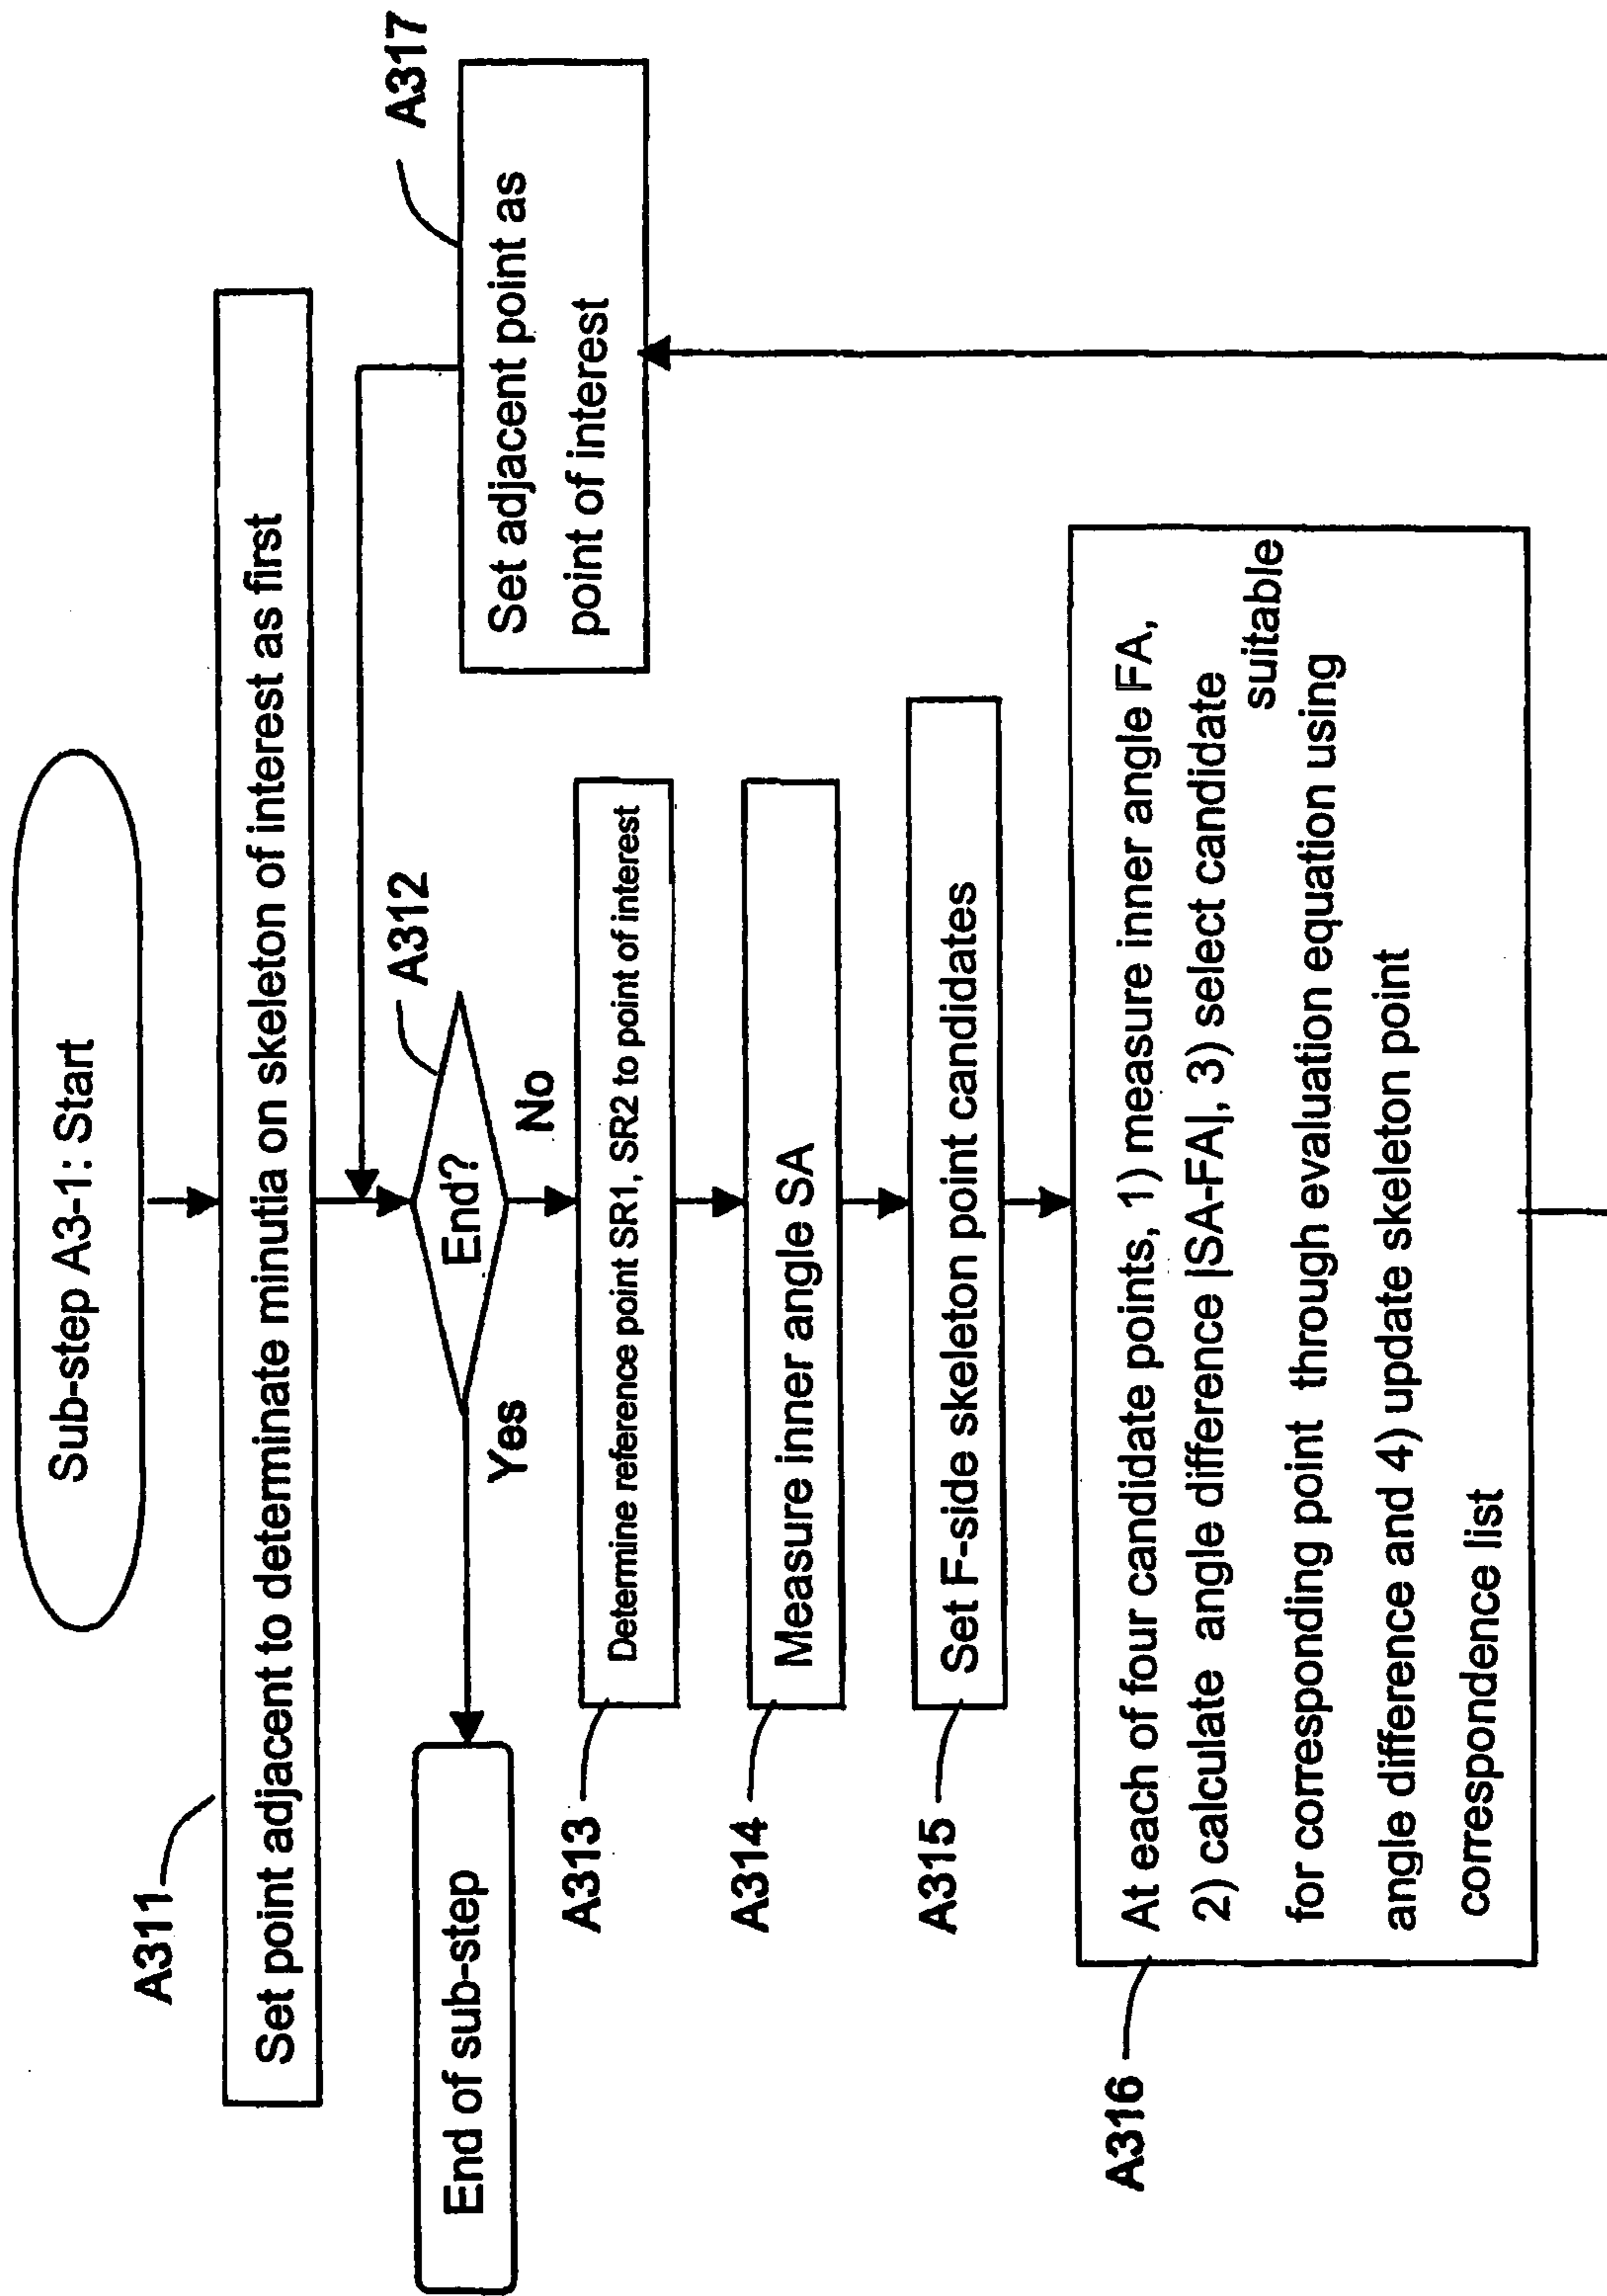 Sub-step A3-1: Start
A311
Set point adjacent to determinate minutia on skeleton of interest as first
A312
End?
Yes
No
End of sub-step
A317
Set adjacent point as
point of interest
A313
Determine reference point SR1, SR2 to point of interest
A314
Measure inner angle SA
A315
Set F-side skeleton point candidates
A316
At each of four candidate points, 1) measure inner angle FA,
2) calculate angle difference |SA-FA|, 3) select candidate
suitable
for corresponding point through evaluation equation using
angle difference and 4) update skeleton point
correspondence list